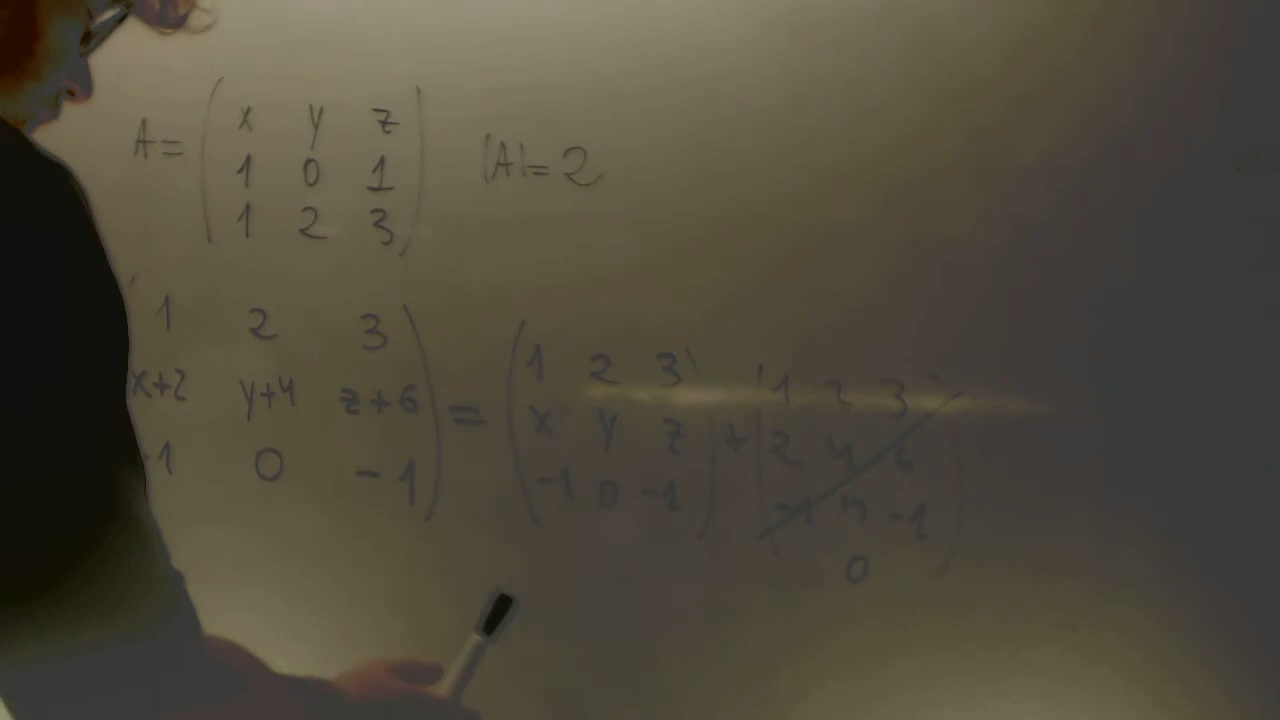 x y z
A= 1 0 1 |A|=2
1 2 3
1 2 3 1 2 3 1 2 3
x+2 y+4 z+6 = x y z + 2 4 6
-1 0 -1 -1 0 -1 -1 0 -1
0